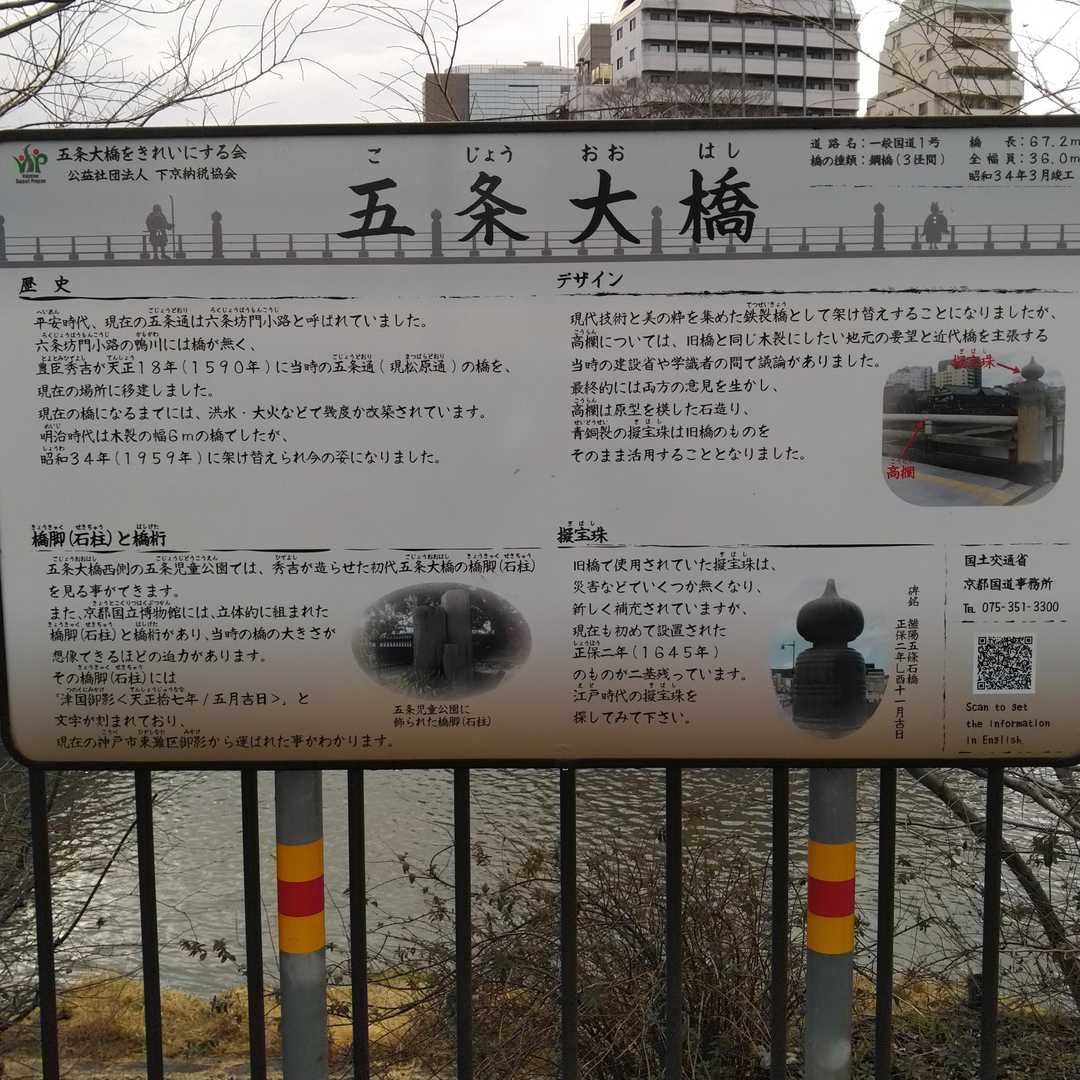 五条大橋をきれいにする会
公益社団法人 下京納税協会
ご じょう おお はし
五条大橋
道路名：一般国道1号
橋の種類：鋼橋(3径間)
橋 長：67.2m
全幅員：36.0m
昭和34年3月竣工
歴 史
平安時代、現在の五条通は六条坊門小路と呼ばれていました。
六条坊門小路の鴨川には橋が無く、
豊臣秀吉が天正18年(1590年)に当時の五条通(現松原通)の橋を、
現在の場所に移建しました。
現在の橋になるまでには、洪水・大火などで幾度か改築されています。
明治時代は木製の幅6mの橋でしたが、
昭和34年(1959年)に架け替えられ今の姿になりました。
デザイン
現代技術と美の粋を集めた鉄製橋として架け替えすることになりましたが、
高欄については、旧橋と同じ木製にしたい地元の要望と近代橋を主張する
当時の建設省や学識者の間で議論がありました。
最終的には両方の意見を生かし、
高欄は原型を模した石造り、
青銅製の擬宝珠は旧橋のものを
そのまま活用することとなりました。
擬宝珠
高欄
橋脚(石柱)と橋桁
五条大橋西側の五条児童公園では、秀吉が造らせた初代五条大橋の橋脚(石柱)
を見る事ができます。
また、京都国立博物館には、立体的に組まれた
橋脚(石柱)と橋桁があり、当時の橋の大きさが
想像できるほどの迫力があります。
その橋脚(石柱)には
「津国御影<天正拾七年/五月吉日>」と
文字が刻まれており、
現在の神戸市東灘区御影から運ばれた事がわかります。
五条児童公園に
飾られた橋脚(石柱)
擬宝珠
旧橋で使用されていた擬宝珠は、
災害などでいくつか無くなり、
新しく補充されていますが、
現在も初めて設置された
正保二年(1645年)
のものが二基残っています。
江戸時代の擬宝珠を
探してみて下さい。
碑銘
雒陽五條石橋
正保二年乙酉十一月吉日
国土交通省
京都国道事務所
TEL 075-351-3300
Scan to get
the information
in English